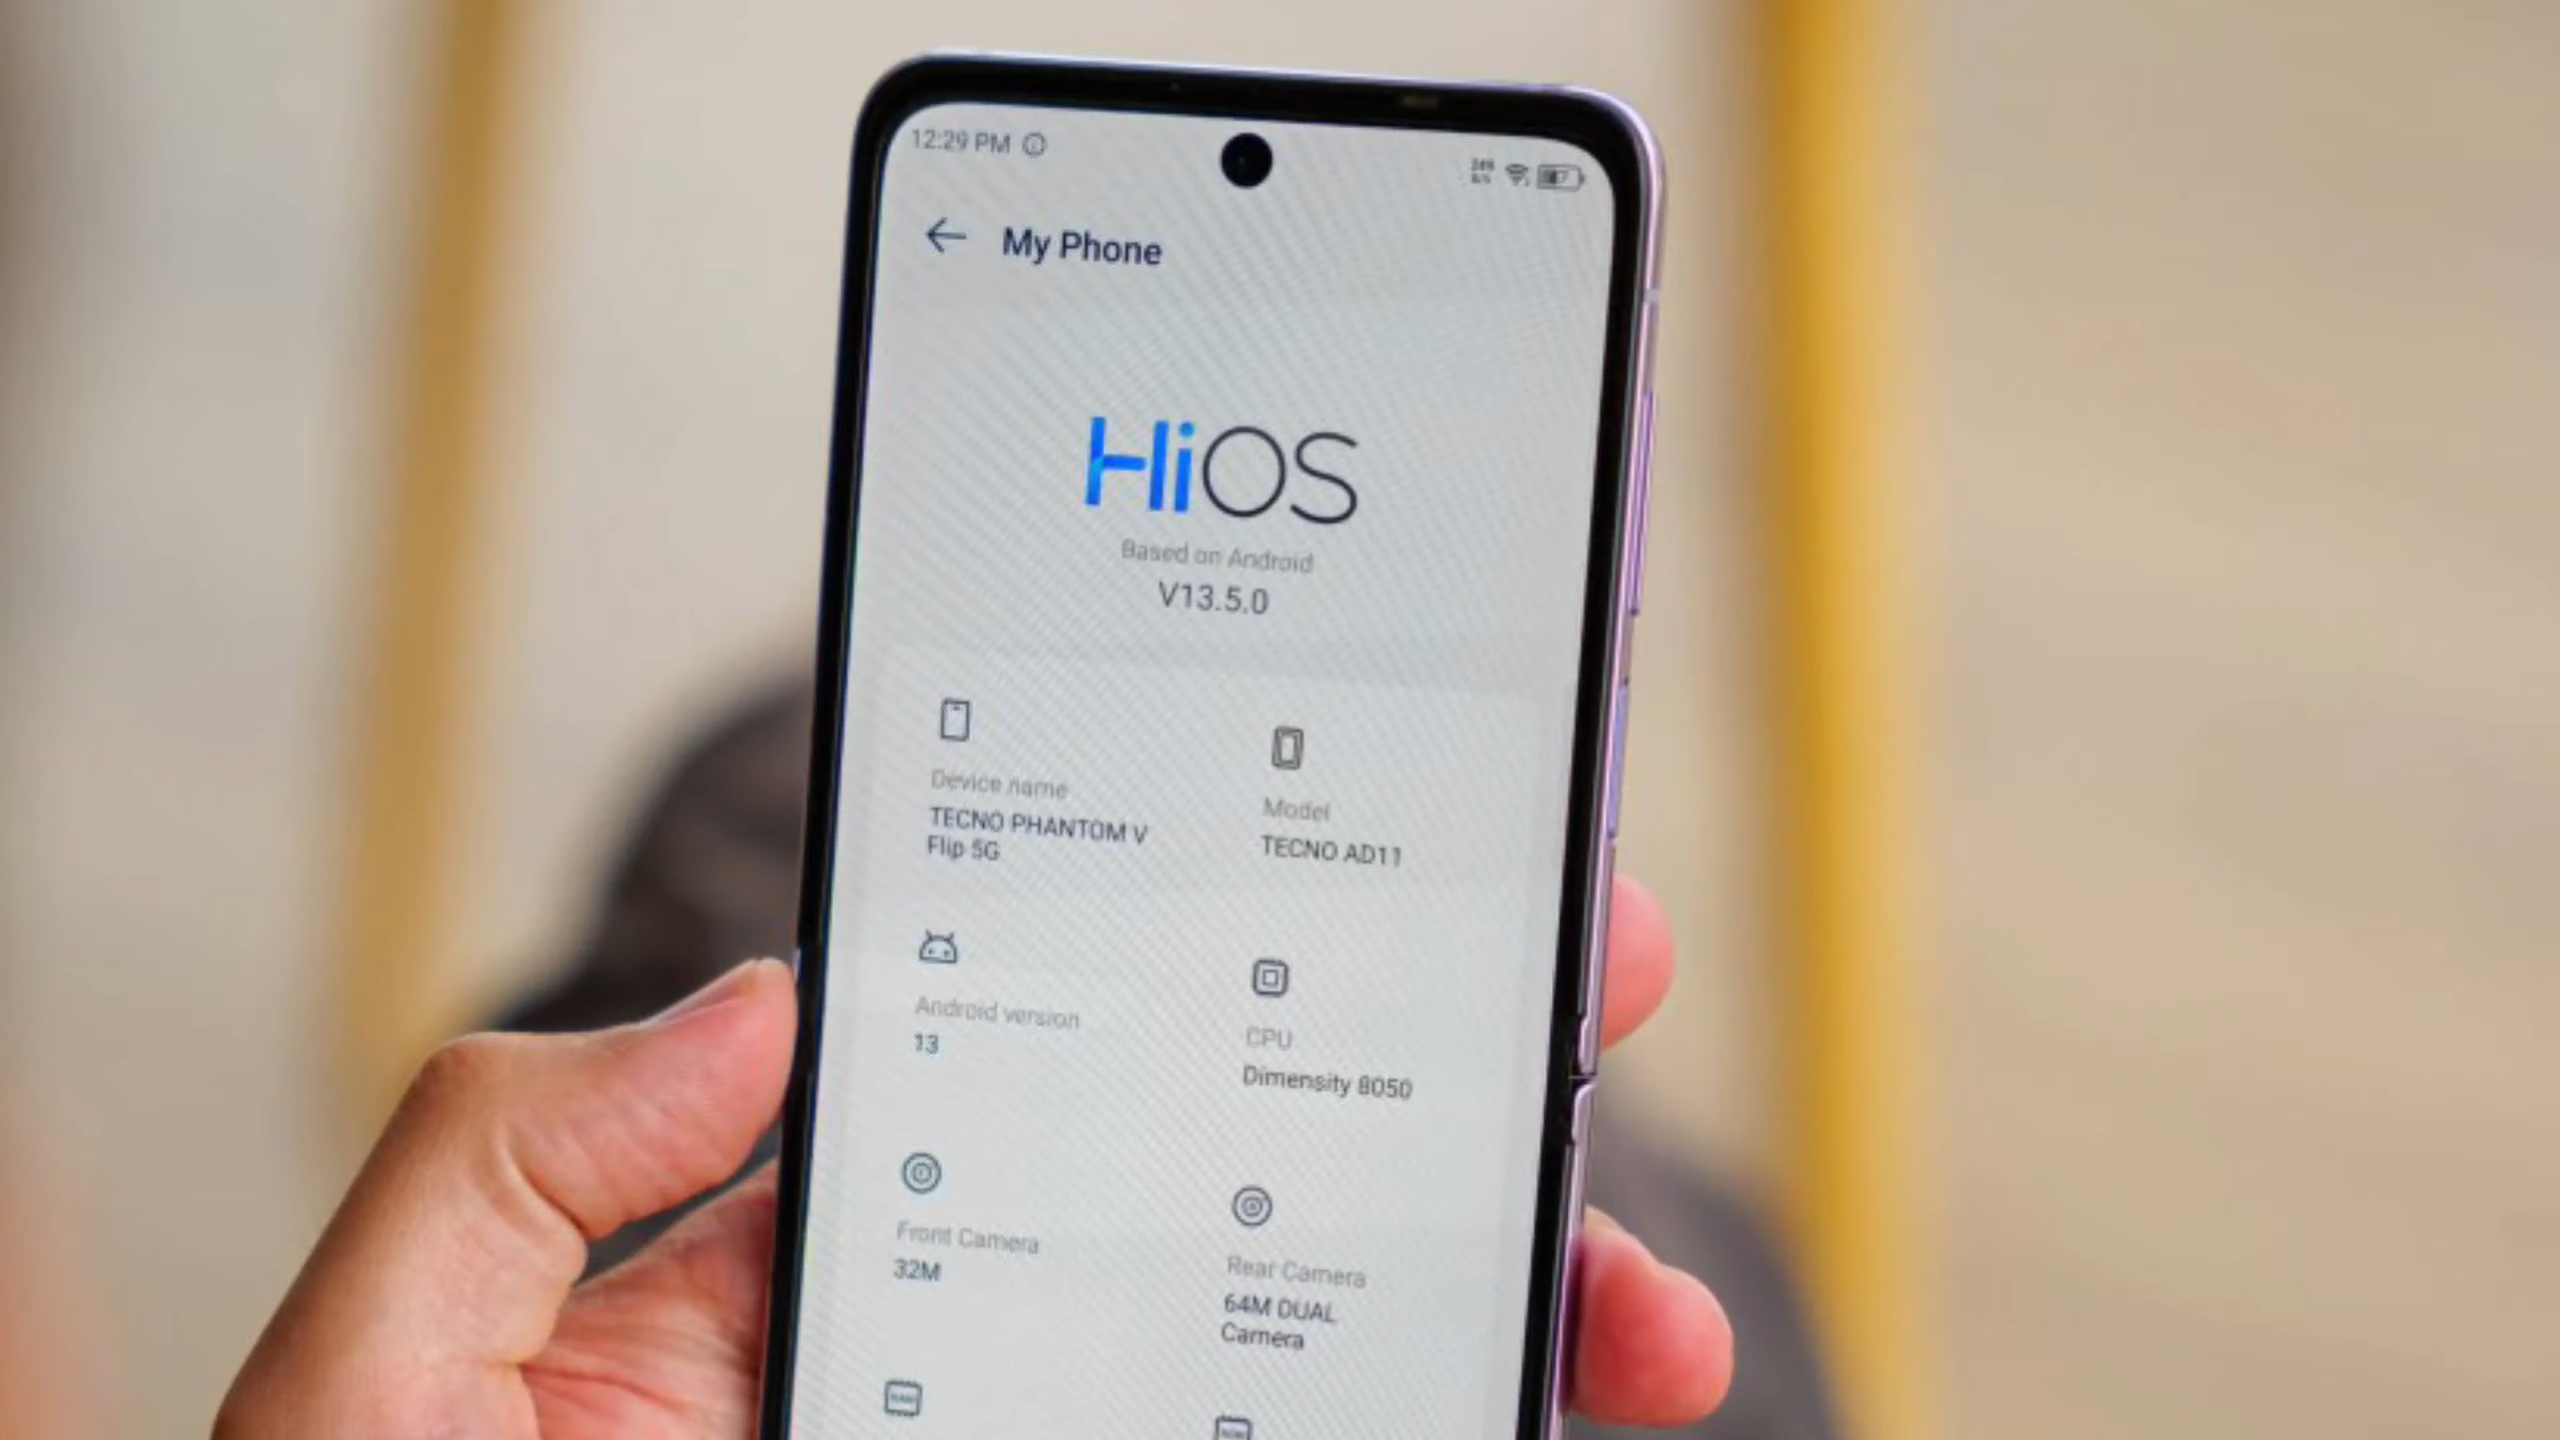 12:29 PM
My Phone
HiOS
Based on Android
V13.5.0
Device name
TECNO PHANTOM V
Flip 5G
Model
TECNO AD11
Android version
13
CPU
Dimensity 8050
Front Camera
32M
Rear Camera
64M DUAL
Camera